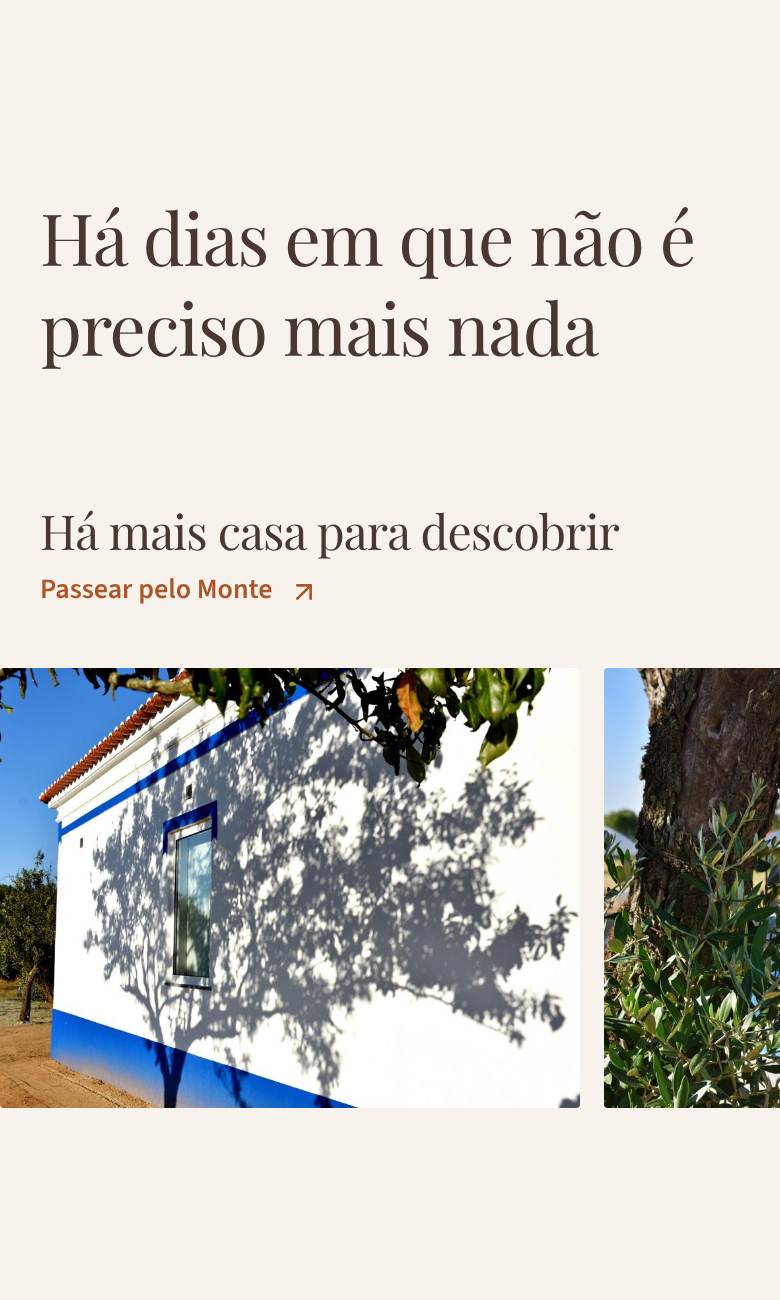 Há dias em que não é
preciso mais nada
Há mais casa para descobrir
Passear pelo Monte